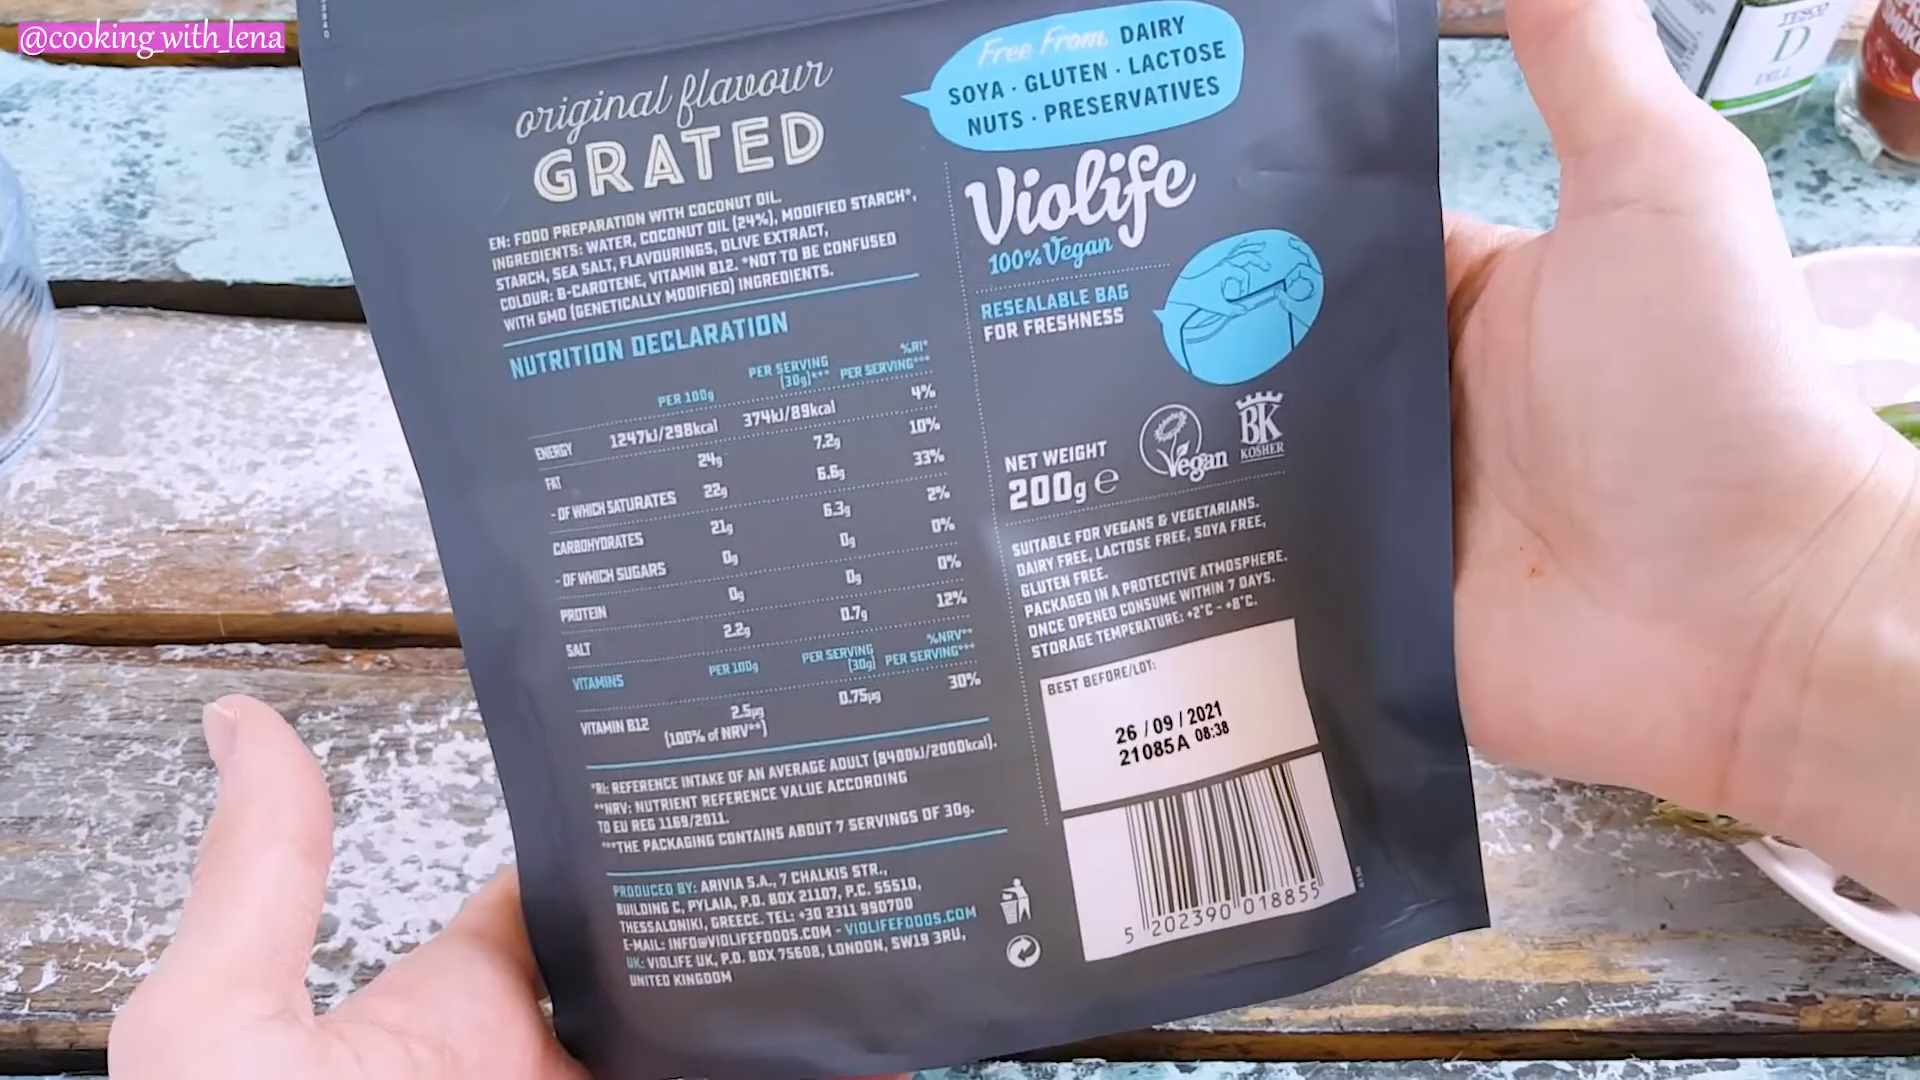 @cooking_with_lena
original flavour
GRATED
EN: FOOD PREPARATION WITH COCONUT OIL.
INGREDIENTS: WATER, COCONUT OIL (24%), MODIFIED STARCH*,
STARCH, SEA SALT, FLAVOURINGS, OLIVE EXTRACT,
COLOUR: B-CAROTENE, VITAMIN B12. *NOT TO BE CONFUSED
WITH GMO (GENETICALLY MODIFIED) INGREDIENTS.
NUTRITION DECLARATION
PER 100g PER SERVING (30g)*** %RI* PER SERVING***
ENERGY 1247kJ/298kcal 374kJ/89kcal 4%
FAT 24g 7.2g 10%
- OF WHICH SATURATES 22g 6.6g 33%
CARBOHYDRATES 21g 6.3g 2%
- OF WHICH SUGARS 0g 0g 0%
PROTEIN 0g 0g 0%
SALT 2.2g 0.7g 12%
VITAMINS PER 100g PER SERVING (30g) %NRV** PER SERVING***
VITAMIN B12 2.5µg 0.75µg 30%
(100% of NRV**)
*RI: REFERENCE INTAKE OF AN AVERAGE ADULT (8400kJ/2000kcal).
**NRV: NUTRIENT REFERENCE VALUE ACCORDING
TO EU REG 1169/2011.
***THE PACKAGING CONTAINS ABOUT 7 SERVINGS OF 30g.
PRODUCED BY: ARIVIA S.A., 7 CHALKIS STR.,
BUILDING C, PYLAIA, P.O. BOX 21107, P.C. 55510,
THESSALONIKI, GREECE. TEL: +30 2311 990700
E-MAIL: INFO@VIOLIFEFOODS.COM - VIOLIFEFOODS.COM
UK: VIOLIFE UK, P.O. BOX 75608, LONDON, SW19 3RU,
UNITED KINGDOM
Free From DAIRY
SOYA · GLUTEN · LACTOSE
NUTS · PRESERVATIVES
Violife
100% Vegan
RESEALABLE BAG
FOR FRESHNESS
NET WEIGHT
200g e
Vegan
BK
KOSHER
SUITABLE FOR VEGANS & VEGETARIANS.
DAIRY FREE, LACTOSE FREE, SOYA FREE,
GLUTEN FREE.
PACKAGED IN A PROTECTIVE ATMOSPHERE.
ONCE OPENED CONSUME WITHIN 7 DAYS.
STORAGE TEMPERATURE: +2°C - +8°C.
BEST BEFORE/LOT:
26 / 09 / 2021
21085A 08:38
5 202390 018855
TESCO
D
DILL